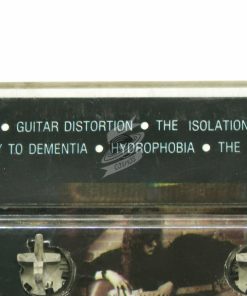 • GUITAR DISTORTION • THE ISOLATION
Y TO DEMENTIA • HYDROPHOBIA • THE